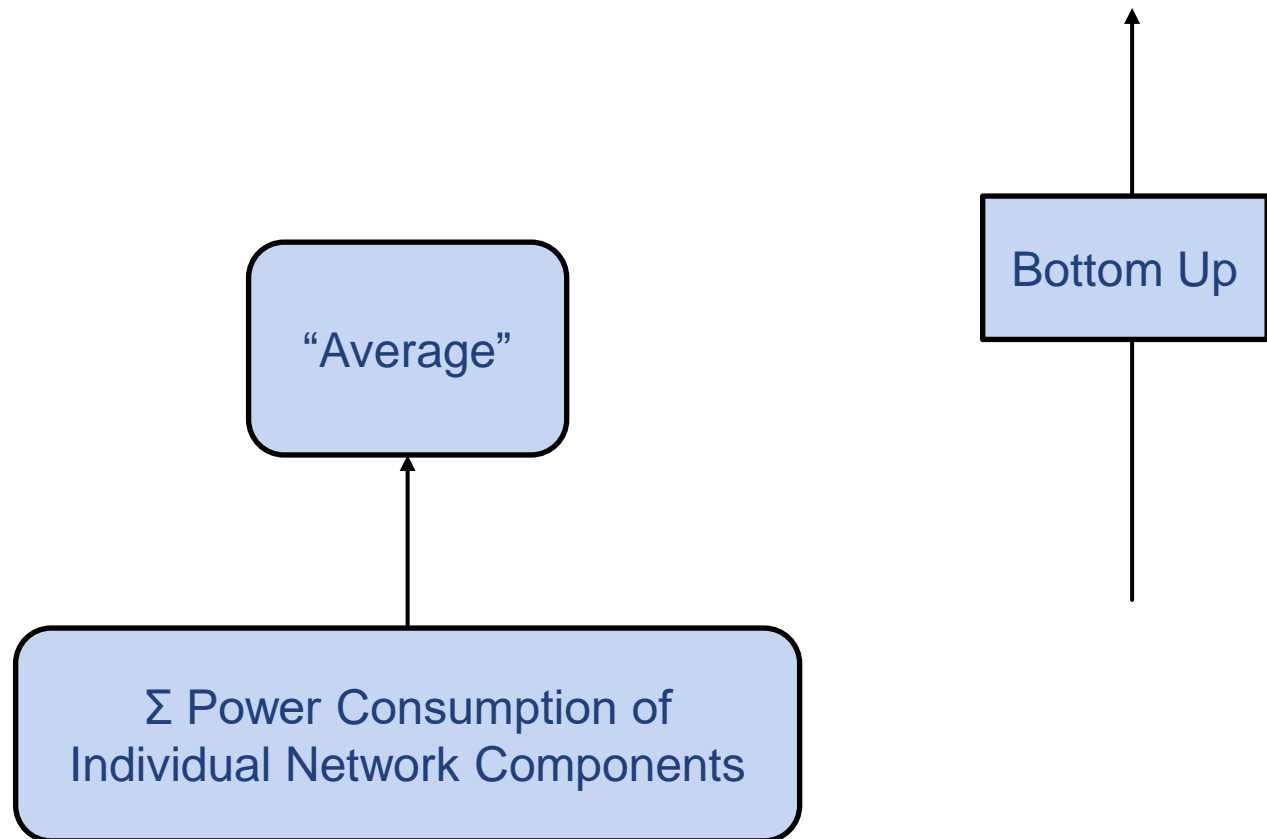 Bottom Up
“Average”
Σ Power Consumption of
Individual Network Components